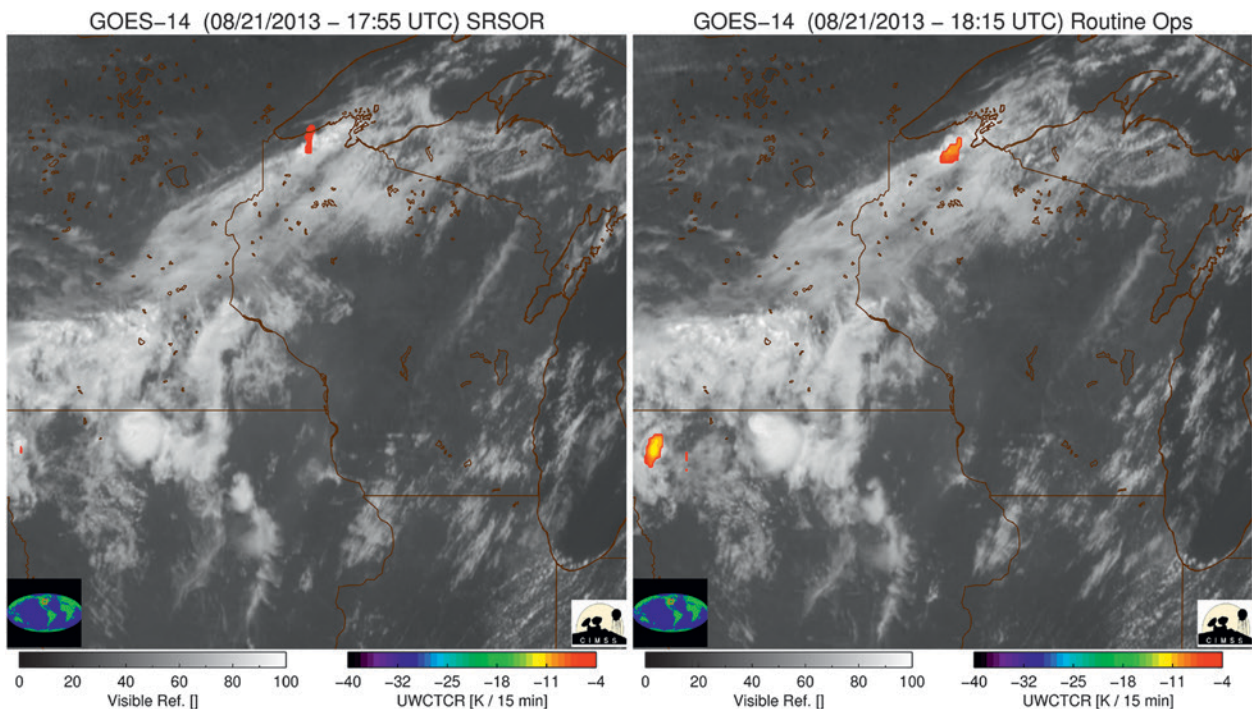 GOES−14 (08/21/2013 − 17:55 UTC) SRSOR
GOES−14 (08/21/2013 − 18:15 UTC) Routine Ops
CIMSS
CIMSS
0 20 40 60 80 100
Visible Ref. []
−40 −32 −25 −18 −11 −4
UWCTCR [K / 15 min]
0 20 40 60 80 100
Visible Ref. []
−40 −32 −25 −18 −11 −4
UWCTCR [K / 15 min]